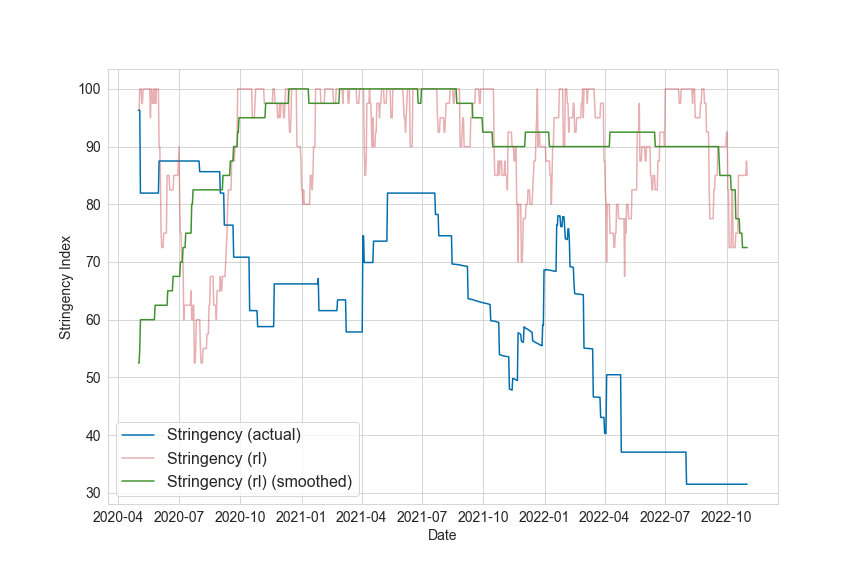 100
90
80
70
60
50
40
30
Stringency Index
Stringency (actual)
Stringency (rl)
Stringency (rl) (smoothed)
2020-04 2020-07 2020-10 2021-01 2021-04 2021-07 2021-10 2022-01 2022-04 2022-07 2022-10
Date